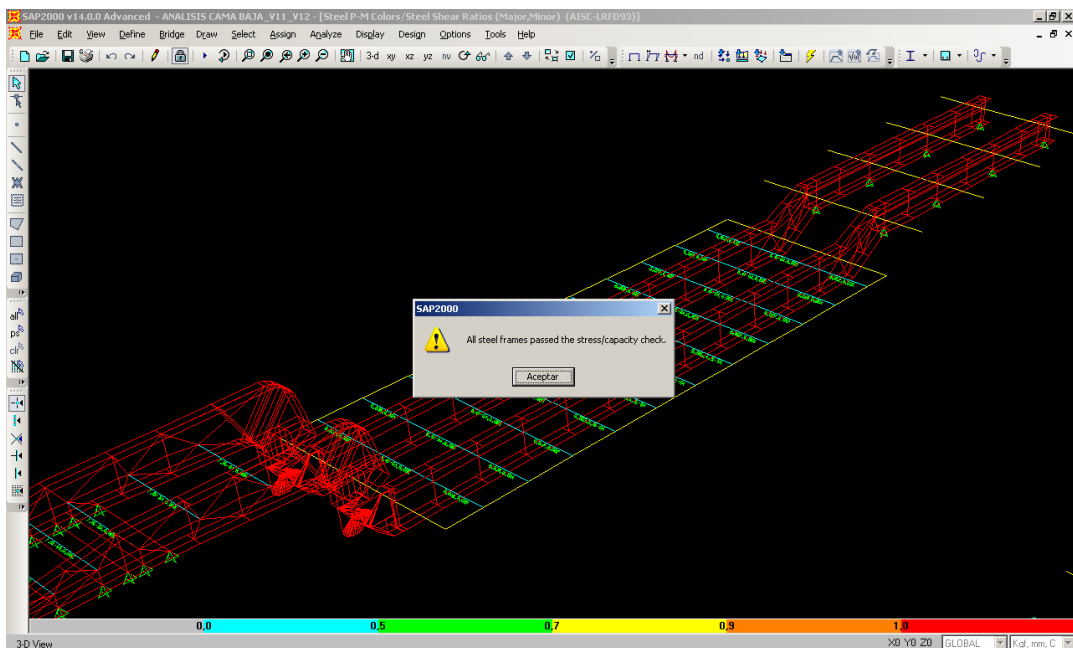 SAP2000 v14.0.0 Advanced - ANALISIS CAMA BAJA_V11_V12 - [Steel P-M Colors/Steel Shear Ratios (Major,Minor) (AISC-LRFD93)]
File Edit View Define Bridge Draw Select Assign Analyze Display Design Options Tools Help
3-d xy xz yz nv nd
all
ps
clr
SAP2000
All steel frames passed the stress/capacity check.
Aceptar
0,0 0,5 0,7 0,9 1,0
3-D View X0 Y0 Z0 GLOBAL Kgf, mm, C